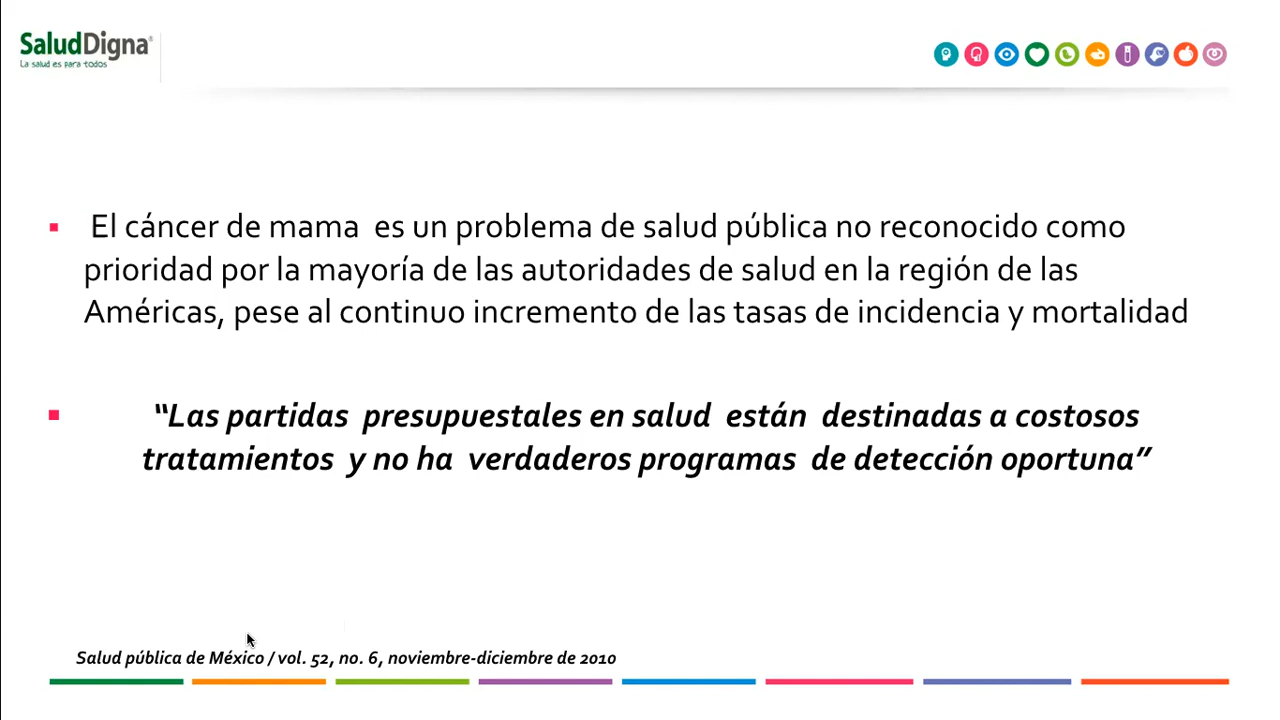 SaludDigna®
La salud es para todos
El cáncer de mama es un problema de salud pública no reconocido como
prioridad por la mayoría de las autoridades de salud en la región de las
Américas, pese al continuo incremento de las tasas de incidencia y mortalidad
“Las partidas presupuestales en salud están destinadas a costosos
tratamientos y no ha verdaderos programas de detección oportuna”
Salud pública de México / vol. 52, no. 6, noviembre-diciembre de 2010